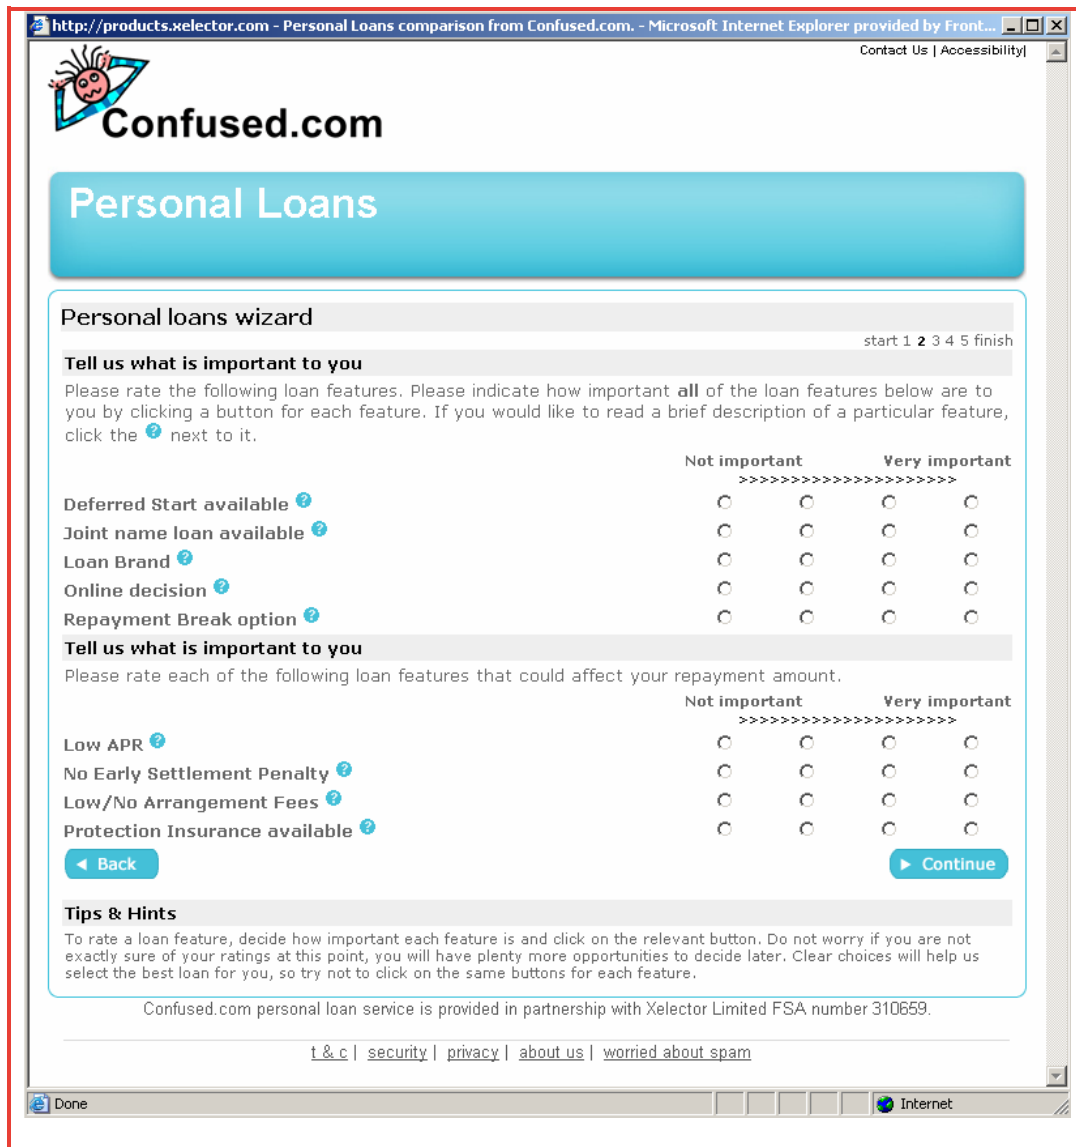 http://products.xelector.com - Personal Loans comparison from Confused.com. - Microsoft Internet Explorer provided by Front...
Contact Us | Accessibility|
Confused.com
Personal Loans
Personal loans wizard
start 1 2 3 4 5 finish
Tell us what is important to you
Please rate the following loan features. Please indicate how important all of the loan features below are to
you by clicking a button for each feature. If you would like to read a brief description of a particular feature,
click the ? next to it.
Not important Very important
>>>>>>>>>>>>>>>>>>>>>>
Deferred Start available ?
Joint name loan available ?
Loan Brand ?
Online decision ?
Repayment Break option ?
Tell us what is important to you
Please rate each of the following loan features that could affect your repayment amount.
Not important Very important
>>>>>>>>>>>>>>>>>>>>>>
Low APR ?
No Early Settlement Penalty ?
Low/No Arrangement Fees ?
Protection Insurance available ?
Back Continue
Tips & Hints
To rate a loan feature, decide how important each feature is and click on the relevant button. Do not worry if you are not
exactly sure of your ratings at this point, you will have plenty more opportunities to decide later. Clear choices will help us
select the best loan for you, so try not to click on the same buttons for each feature.
Confused.com personal loan service is provided in partnership with Xelector Limited FSA number 310659.
t & c | security | privacy | about us | worried about spam
Done Internet